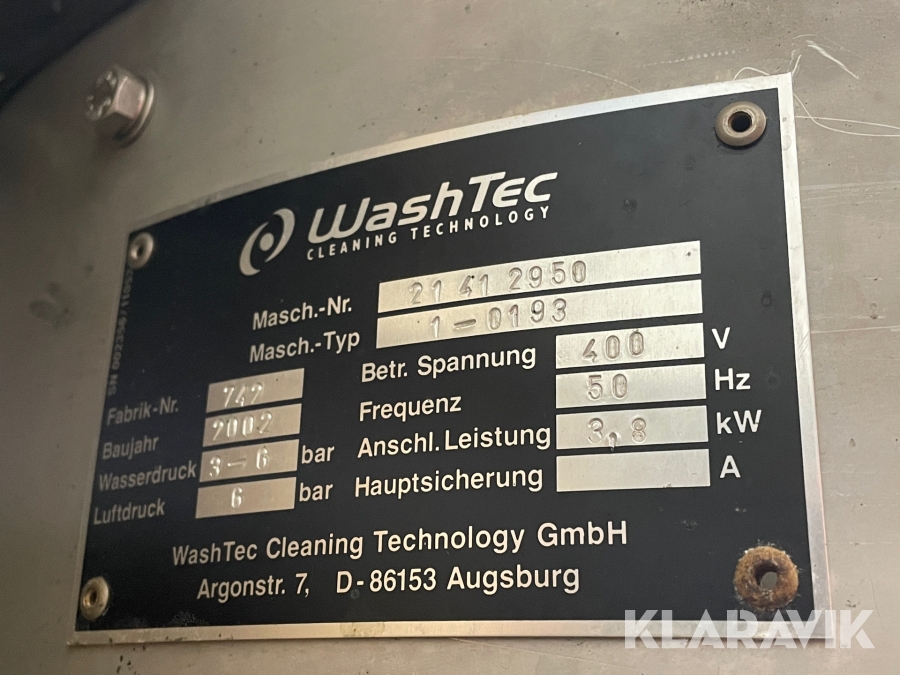 WashTec
CLEANING TECHNOLOGY
Masch.-Nr. 21 41 2950
Masch.-Typ 1-0193
Betr. Spannung 400 V
Frequenz 50 Hz
Anschl. Leistung 3,8 kW
Hauptsicherung A
Fabrik-Nr. 742
Baujahr 2002
Wasserdruck 3-6 bar
Luftdruck 6 bar
WashTec Cleaning Technology GmbH
Argonstr. 7, D-86153 Augsburg
KLARAVIK